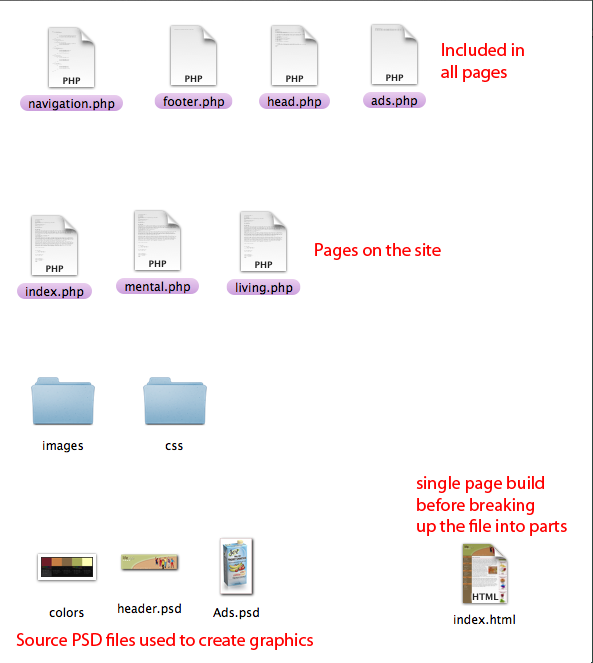 PHP PHP PHP PHP
Included in
all pages
navigation.php footer.php head.php ads.php
PHP PHP PHP
Pages on the site
index.php mental.php living.php
images css
single page build
before breaking
up the file into parts
HTML
colors header.psd Ads.psd index.html
Source PSD files used to create graphics